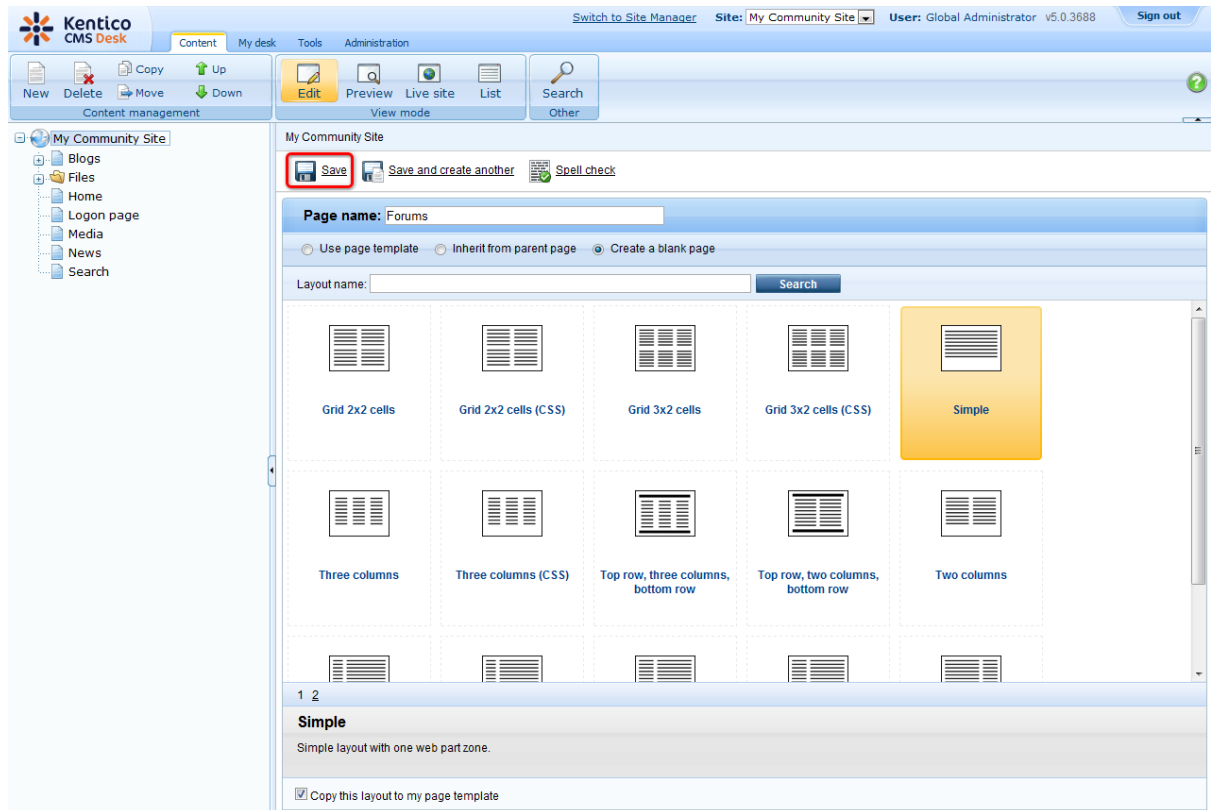 Kentico
CMS Desk
Switch to Site Manager Site: My Community Site User: Global Administrator v5.0.3688 Sign out
Content My desk Tools Administration
New Delete Copy Move Up Down
Content management
Edit Preview Live site List
View mode
Search
Other
My Community Site
Blogs
Files
Home
Logon page
Media
News
Search
My Community Site
Save Save and create another Spell check
Page name: Forums
Use page template Inherit from parent page Create a blank page
Layout name: Search
Grid 2x2 cells Grid 2x2 cells (CSS) Grid 3x2 cells Grid 3x2 cells (CSS) Simple
Three columns Three columns (CSS) Top row, three columns, Top row, two columns, Two columns
bottom row bottom row
1 2
Simple
Simple layout with one web part zone.
Copy this layout to my page template